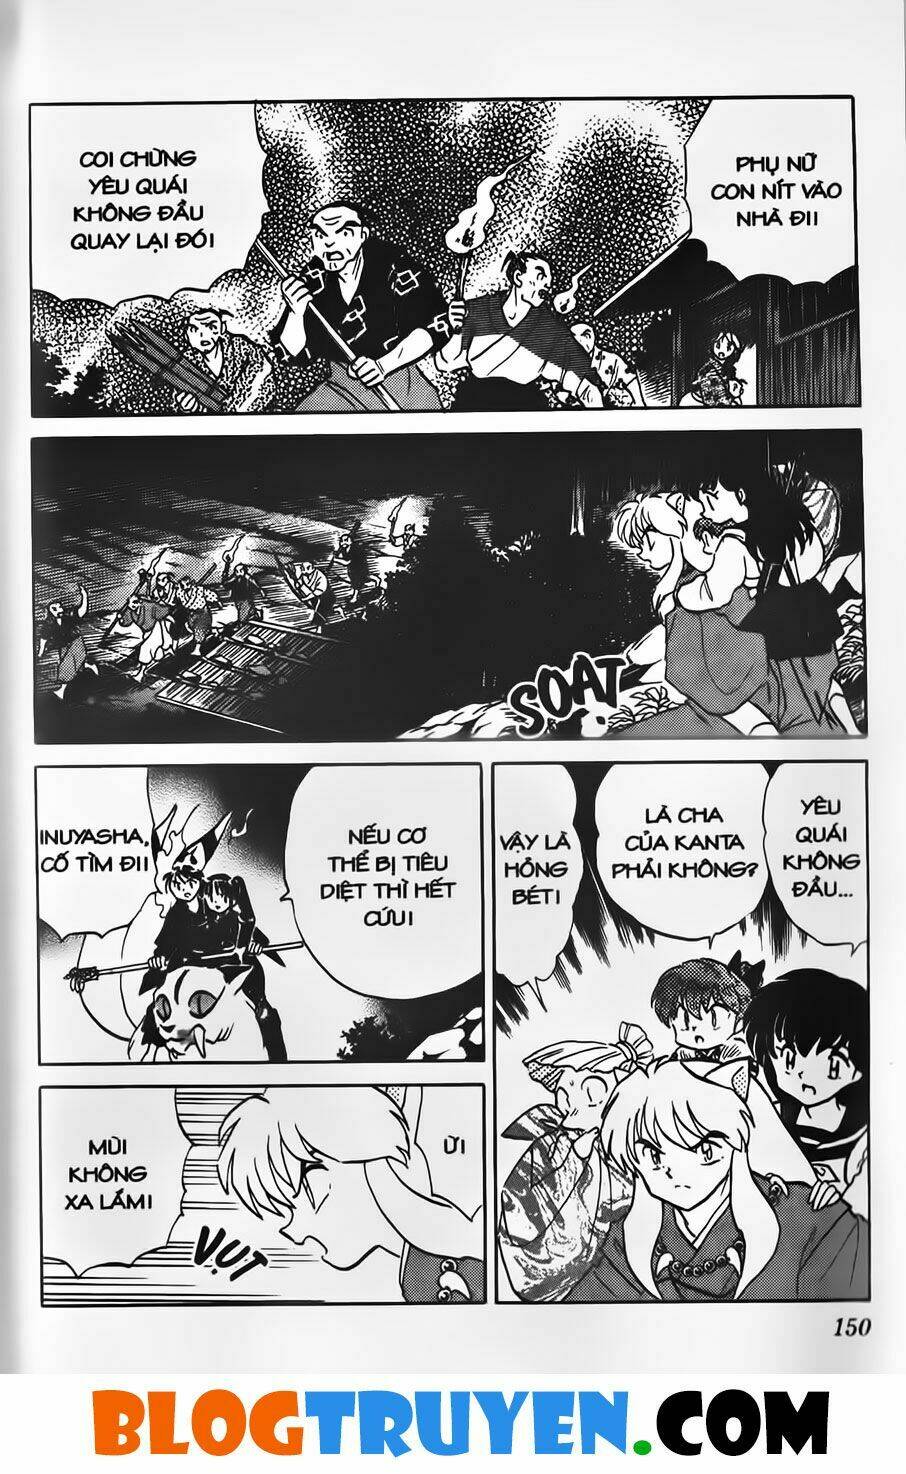 PHỤ NỮ
CON NÍT VÀO
NHÀ ĐI!
COI CHỪNG
YÊU QUÁI
KHÔNG ĐẦU
QUAY LẠI ĐÓ!
SOẠT
YÊU
QUÁI
KHÔNG
ĐẦU...
LÀ CHA
CỦA KANTA
PHẢI KHÔNG?
VẬY LÀ
HỎNG
BÉT!
NẾU CƠ
THỂ BỊ TIÊU
DIỆT THÌ HẾT
CỨU!
INUYASHA,
CỐ TÌM ĐI!
Ừ!
MÙI
KHÔNG
XA LẮM!
VỤT
150
BLOGTRUYEN.COM